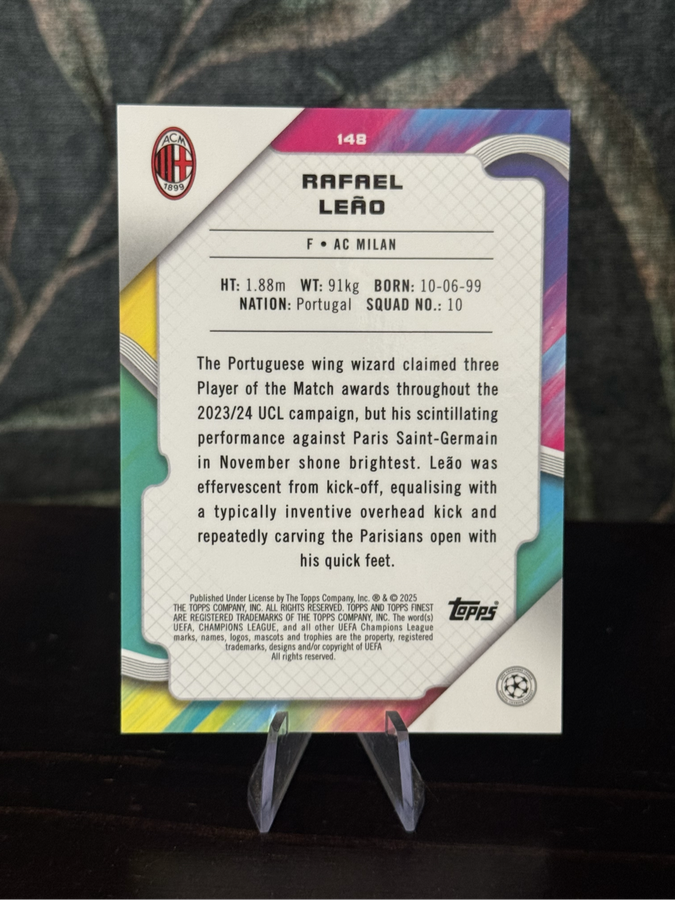 148
ACM
1899
RAFAEL
LEÃO
F • AC MILAN
HT: 1.88m WT: 91kg BORN: 10-06-99
NATION: Portugal SQUAD NO.: 10
The Portuguese wing wizard claimed three
Player of the Match awards throughout the
2023/24 UCL campaign, but his scintillating
performance against Paris Saint-Germain
in November shone brightest. Leão was
effervescent from kick-off, equalising with
a typically inventive overhead kick and
repeatedly carving the Parisians open with
his quick feet.
Published Under License by The Topps Company, Inc. ® & © 2025
THE TOPPS COMPANY, INC. ALL RIGHTS RESERVED. TOPPS AND TOPPS FINEST
ARE REGISTERED TRADEMARKS OF THE TOPPS COMPANY, INC. The word(s)
UEFA, CHAMPIONS LEAGUE, and all other UEFA Champions League
marks, names, logos, mascots and trophies are the property, registered
trademarks, designs and/or copyright of UEFA
All rights reserved.
Topps®